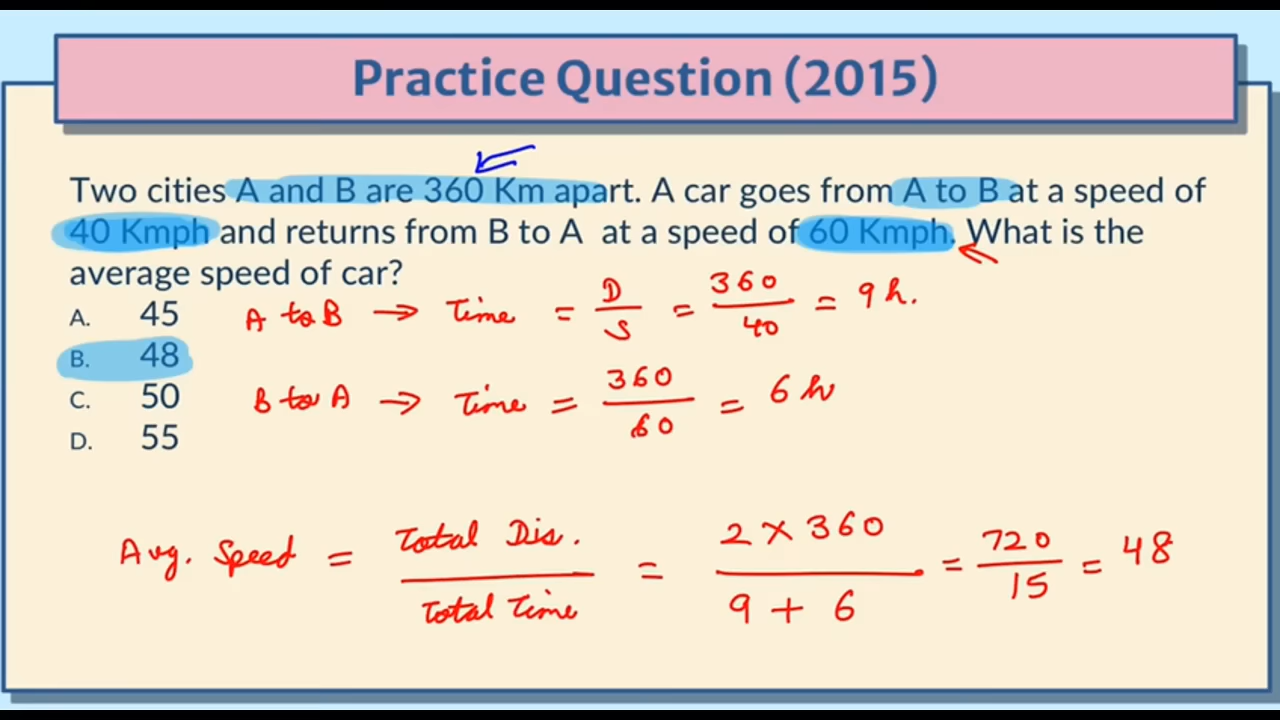 Practice Question (2015)
Two cities A and B are 360 Km apart. A car goes from A to B at a speed of
40 Kmph and returns from B to A at a speed of 60 Kmph. What is the
average speed of car?
A. 45
B. 48
C. 50
D. 55
A to B → Time = D/S = 360/40 = 9 h.
B to A → Time = 360/60 = 6 h
Avg. Speed = Total Dis. / Total Time = 2 × 360 / 9 + 6 = 720/15 = 48